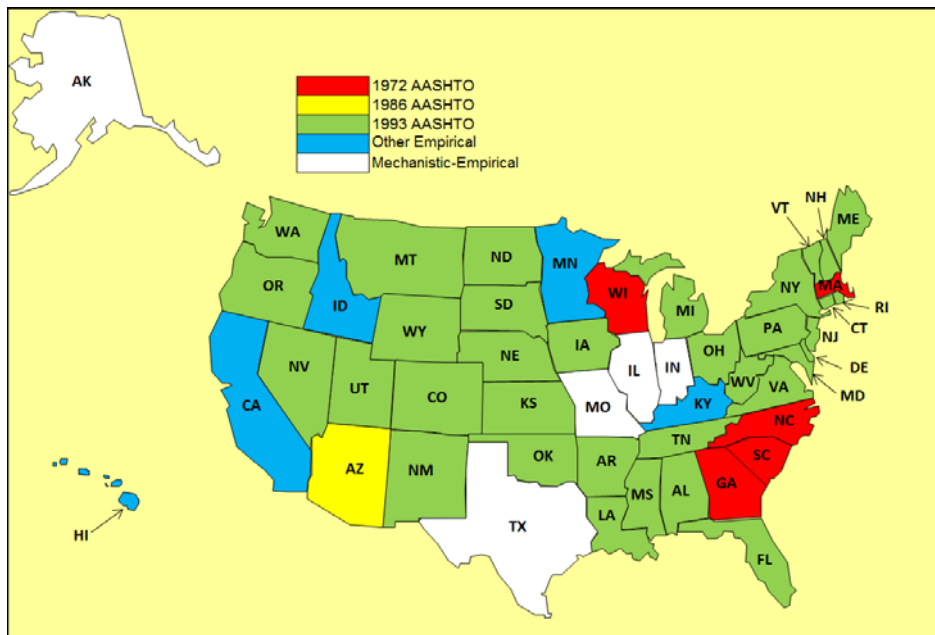 AK
1972 AASHTO
1986 AASHTO
1993 AASHTO
Other Empirical
Mechanistic-Empirical
WA
MT
ND
MN
VT
NH
ME
OR
ID
SD
WI
NY
MA
WY
MI
RI
CT
NV
NE
IA
PA
NJ
UT
CO
IL
IN
OH
DE
CA
KS
MO
WV
VA
MD
KY
AZ
NM
OK
AR
TN
NC
SC
HI
TX
LA
MS
AL
GA
FL